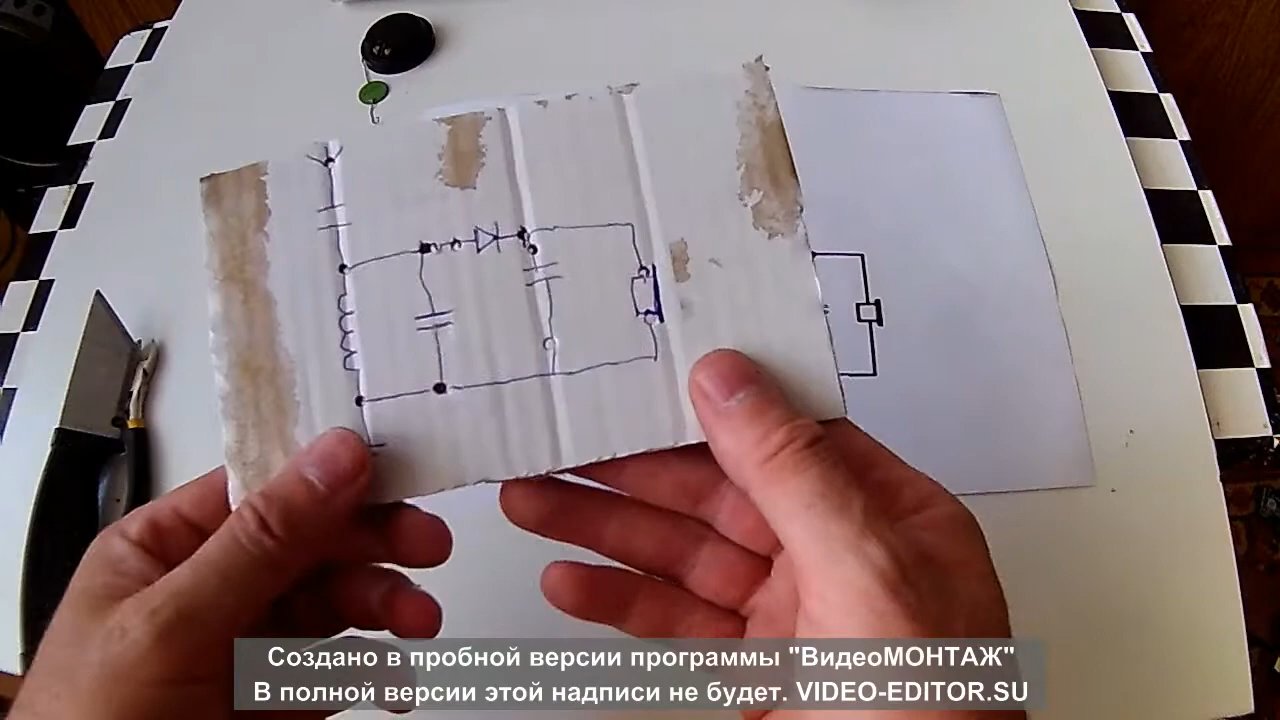 Создано в пробной версии программы "ВидеоМОНТАЖ"
В полной версии этой надписи не будет. VIDEO-EDITOR.SU